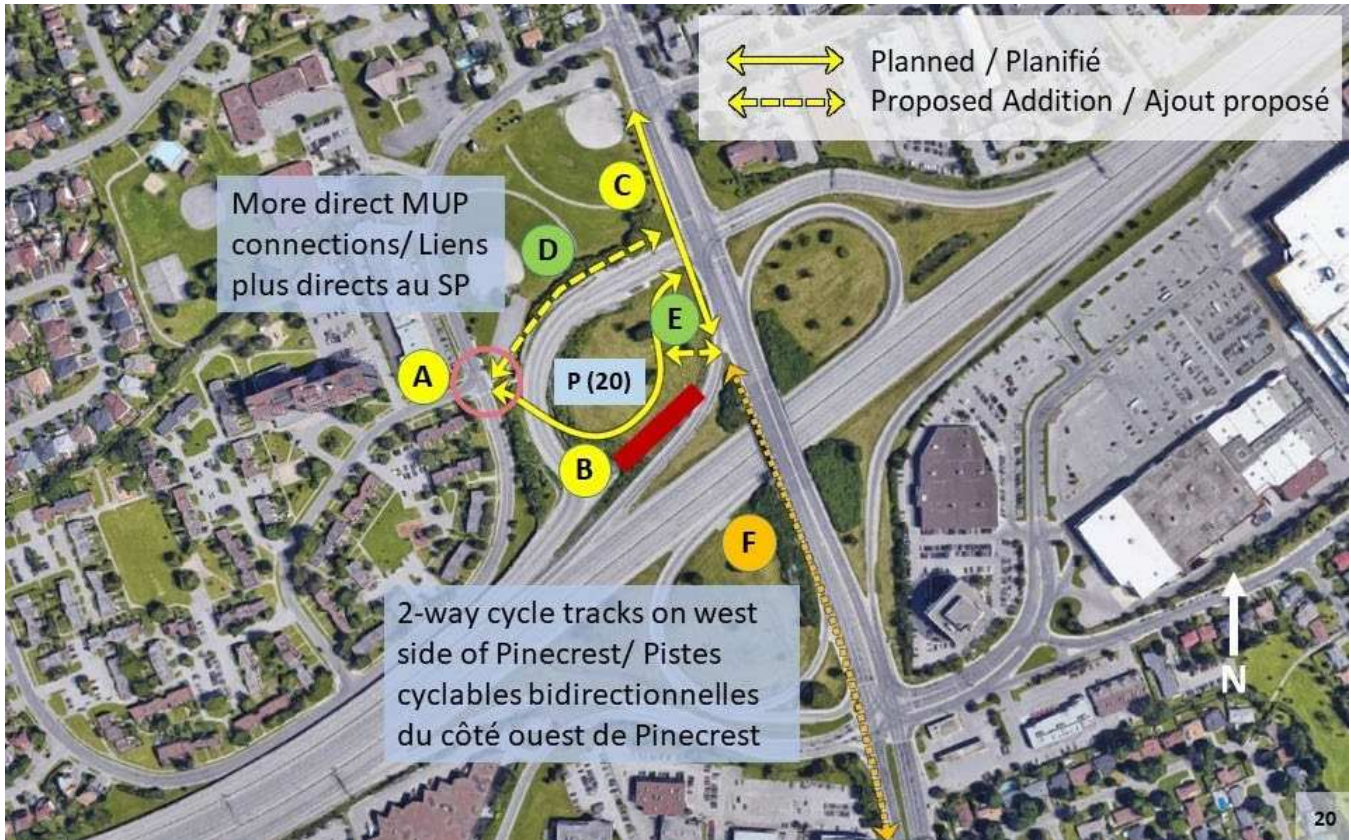 Planned / Planifié
Proposed Addition / Ajout proposé
C
More direct MUP
connections/ Liens
plus directs au SP
D
E
A
P (20)
B
F
2-way cycle tracks on west
side of Pinecrest/ Pistes
cyclables bidirectionnelles
du côté ouest de Pinecrest
N
20